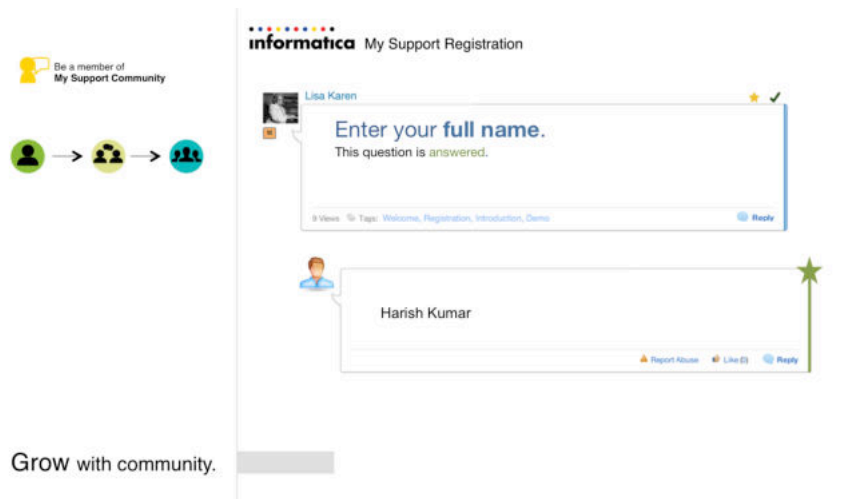 informatica My Support Registration
Be a member of
My Support Community
Lisa Karen
Enter your full name.
This question is answered.
9 Views Tags: Welcome, Registration, Introduction, Demo
Reply
Harish Kumar
Report Abuse Like (0) Reply
Grow with community.